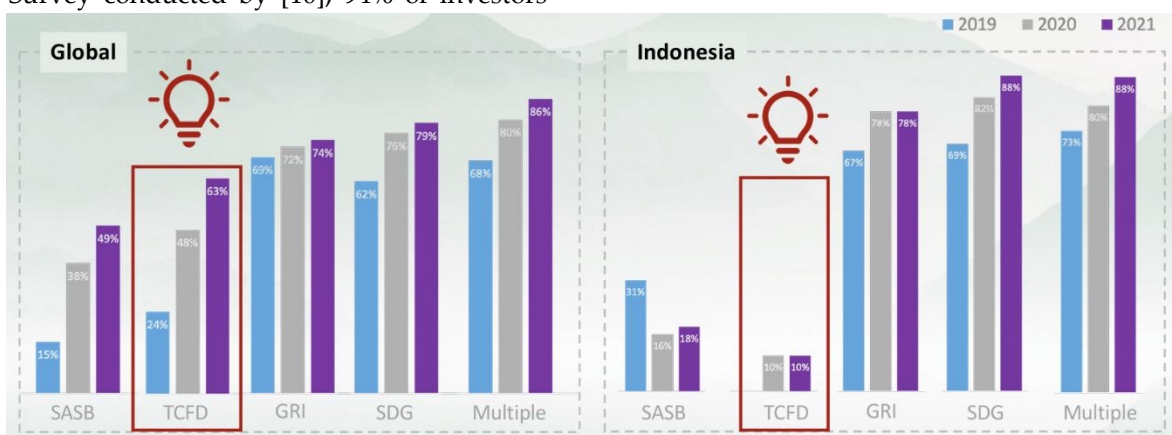 Survey conducted by [10], 91% of investors
2019 2020 2021
Global
Indonesia
15% 38% 49%
24% 48% 63%
69% 72% 74%
62% 76% 79%
68% 80% 86%
SASB TCFD GRI SDG Multiple
31% 16% 18%
10% 10%
67% 78% 78%
69% 82% 88%
73% 80% 88%
SASB TCFD GRI SDG Multiple